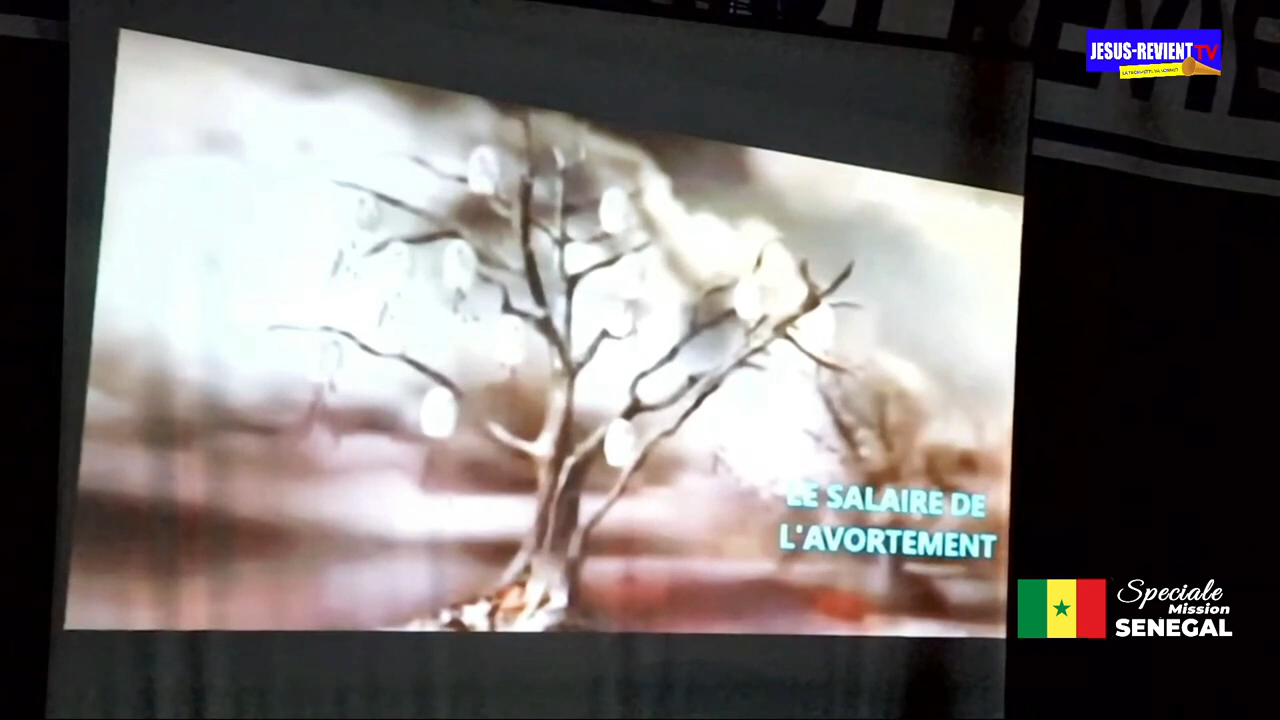 JESUS-REVIENT TV
LE SALAIRE DE
L'AVORTEMENT
Speciale
Mission
SENEGAL